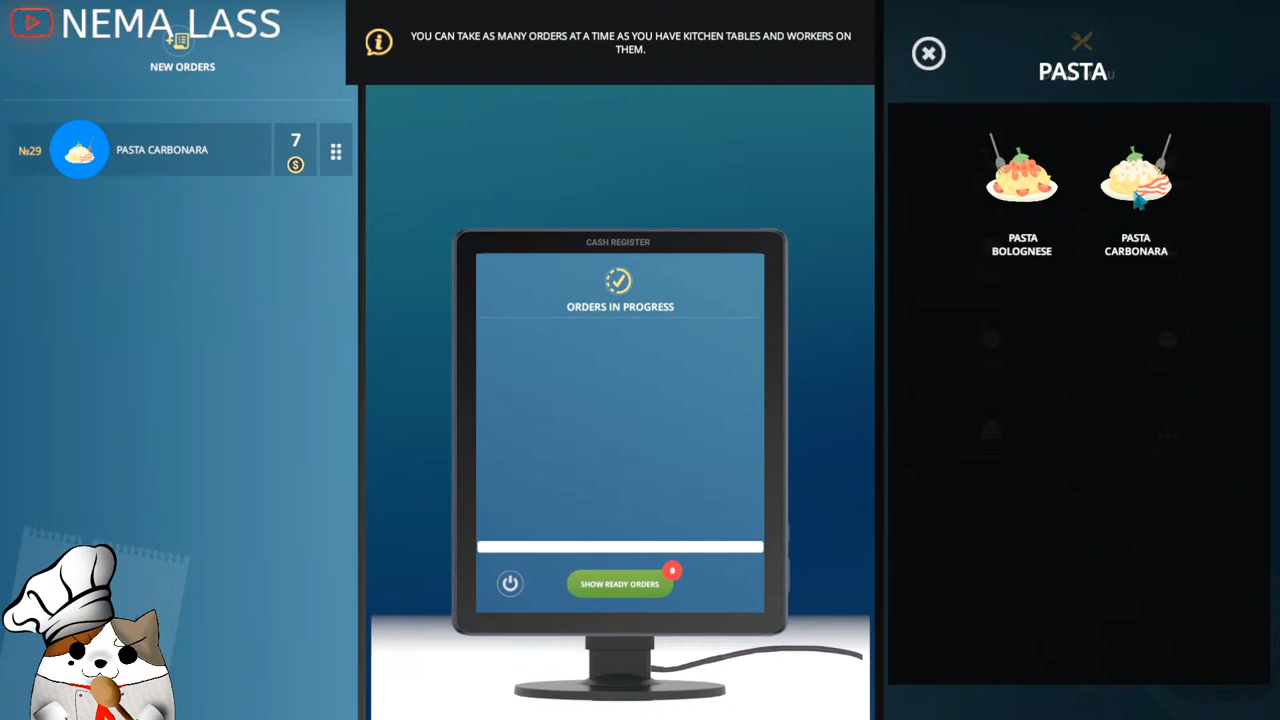 NEMA LASS
NEW ORDERS
№29
PASTA CARBONARA
7
YOU CAN TAKE AS MANY ORDERS AT A TIME AS YOU HAVE KITCHEN TABLES AND WORKERS ON
THEM.
CASH REGISTER
ORDERS IN PROGRESS
SHOW READY ORDERS
0
PASTA
PASTA
BOLOGNESE
PASTA
CARBONARA